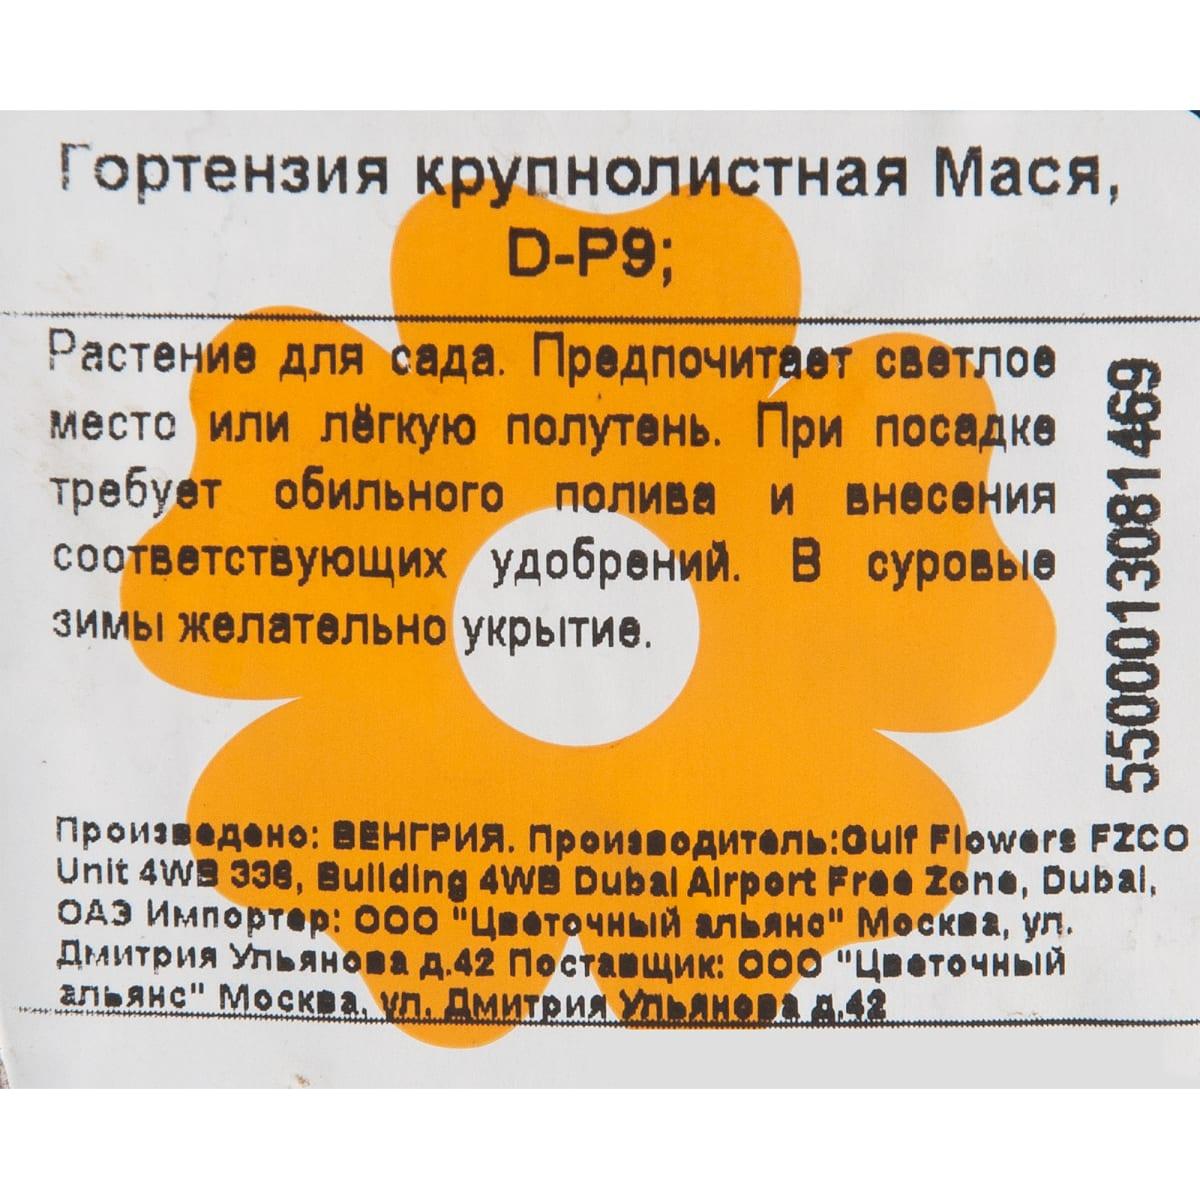 Гортензия крупнолистная Мася,
D-P9;
Растение для сада. Предпочитает светлое
место или лёгкую полутень. При посадке
требует обильного полива и внесения
соответствующих удобрений. В суровые
зимы желательно укрытие.
5500013081469
Произведено: ВЕНГРИЯ. Производитель:Gulf Flowers FZCO
Unit 4WB 336, Building 4WB Dubai Airport Free Zone, Dubai,
ОАЭ Импортер: ООО "Цветочный альянс" Москва, ул.
Дмитрия Ульянова д.42 Поставщик: ООО "Цветочный
альянс" Москва, ул. Дмитрия Ульянова д.42